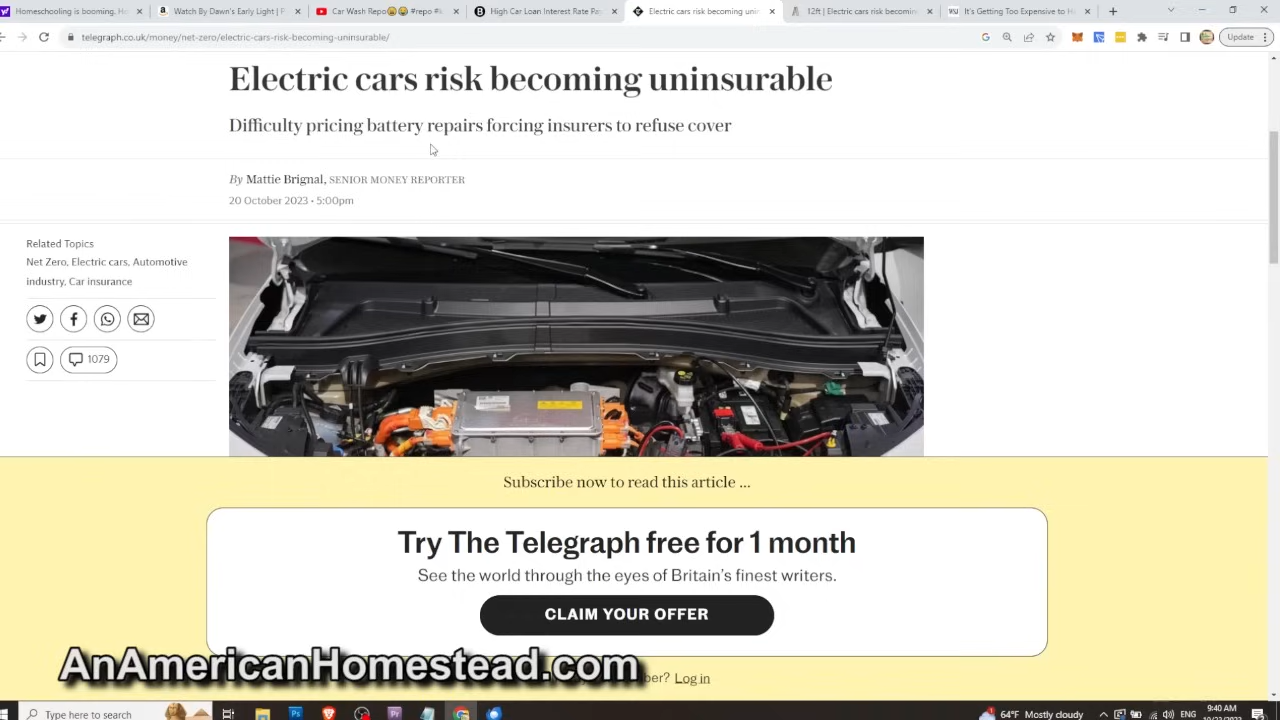 Homeschooling is booming. H
Watch By Dawn's Early Light | P
Car Wash Repo😂😂 #repo #k
High Car Loan Interest Rate Pa
Electric cars risk becoming unin
12ft | Electric cars risk becomin
It's Getting Too Expensive to H
telegraph.co.uk/money/net-zero/electric-cars-risk-becoming-uninsurable/
Update
Electric cars risk becoming uninsurable
Difficulty pricing battery repairs forcing insurers to refuse cover
By Mattie Brignal, SENIOR MONEY REPORTER
20 October 2023 • 5:00pm
Related Topics
Net Zero, Electric cars, Automotive
industry, Car insurance
1079
Subscribe now to read this article ...
Try The Telegraph free for 1 month
See the world through the eyes of Britain's finest writers.
CLAIM YOUR OFFER
AnAmericanHomestead.com
ber? Log in
Type here to search
64°F Mostly cloudy
ENG
9:40 AM
10/23/2023